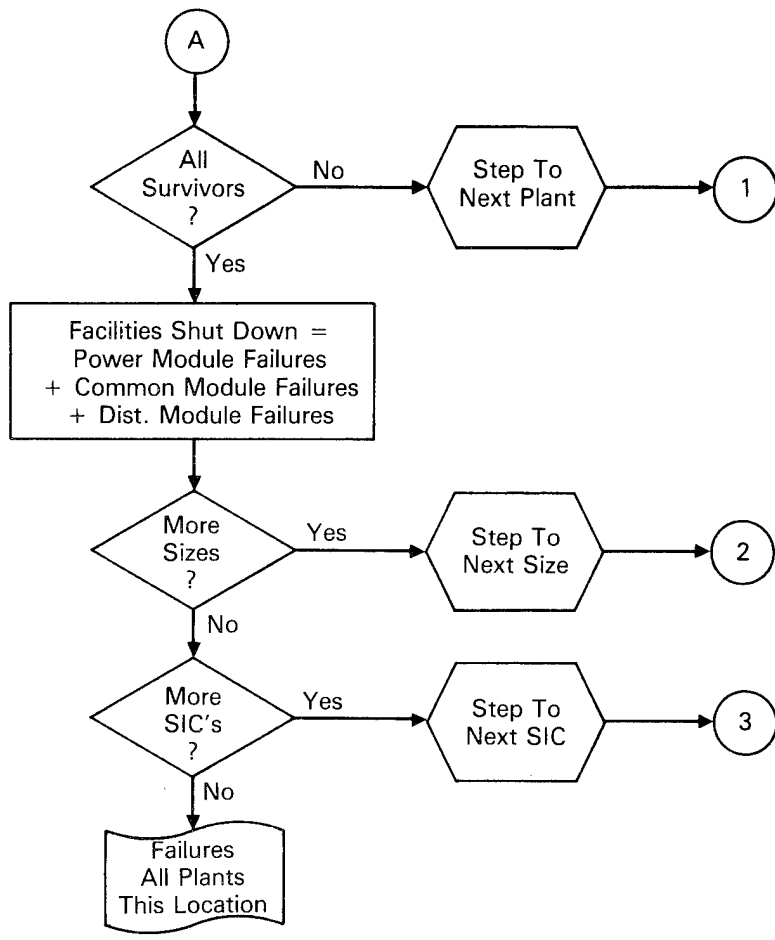 A
All
Survivors
?
No
Step To
Next Plant
1
Yes
Facilities Shut Down =
Power Module Failures
+ Common Module Failures
+ Dist. Module Failures
More
Sizes
?
Yes
Step To
Next Size
2
No
More
SIC's
?
Yes
Step To
Next SIC
3
No
Failures
All Plants
This Location